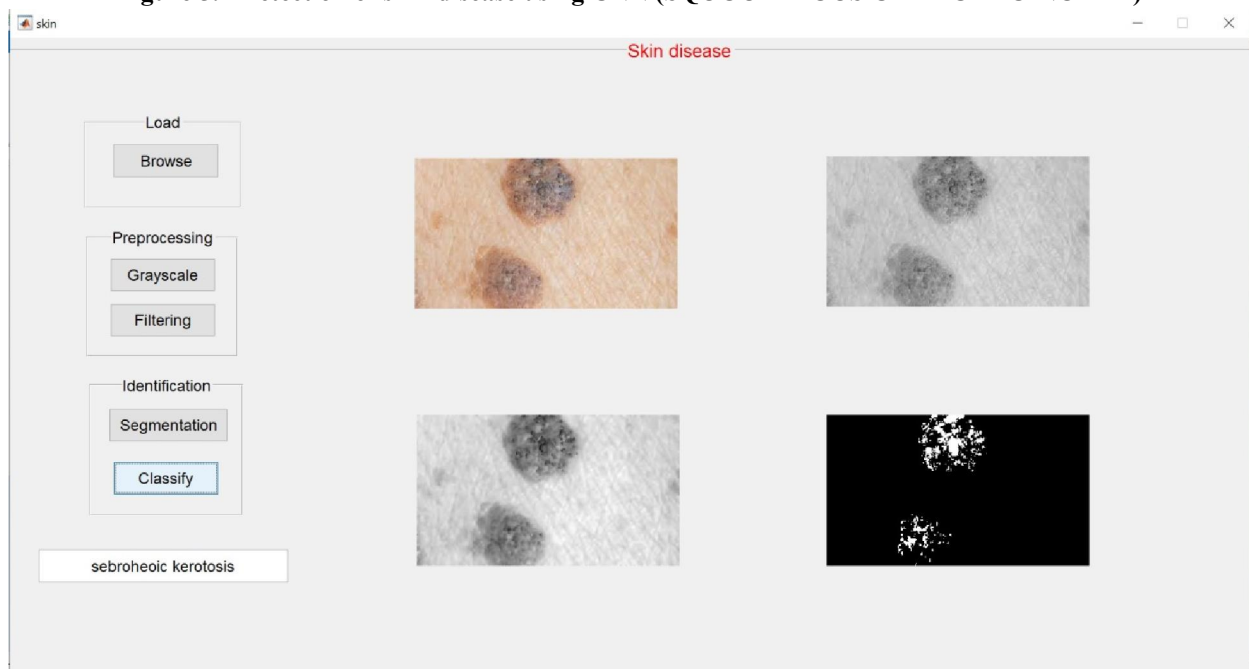 skin
Skin disease
Load
Browse
Preprocessing
Grayscale
Filtering
Identification
Segmentation
Classify
sebroheoic kerotosis